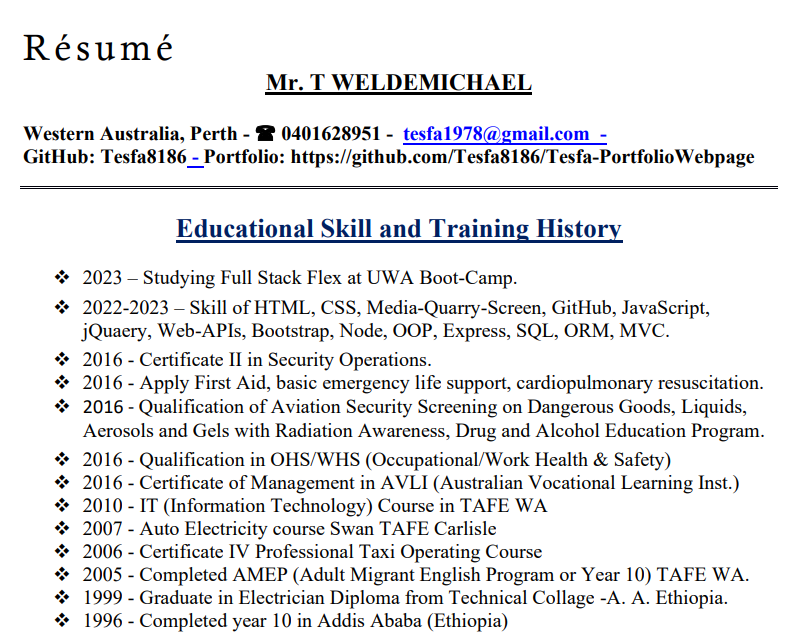 Résumé
Mr. T WELDEMICHAEL
Western Australia, Perth - ☎ 0401628951 - tesfa1978@gmail.com -
GitHub: Tesfa8186 - Portfolio: https://github.com/Tesfa8186/Tesfa-PortfolioWebpage
Educational Skill and Training History
❖ 2023 – Studying Full Stack Flex at UWA Boot-Camp.
❖ 2022-2023 – Skill of HTML, CSS, Media-Quarry-Screen, GitHub, JavaScript,
jQuaery, Web-APIs, Bootstrap, Node, OOP, Express, SQL, ORM, MVC.
❖ 2016 - Certificate II in Security Operations.
❖ 2016 - Apply First Aid, basic emergency life support, cardiopulmonary resuscitation.
❖ 2016 - Qualification of Aviation Security Screening on Dangerous Goods, Liquids,
Aerosols and Gels with Radiation Awareness, Drug and Alcohol Education Program.
❖ 2016 - Qualification in OHS/WHS (Occupational/Work Health & Safety)
❖ 2016 - Certificate of Management in AVLI (Australian Vocational Learning Inst.)
❖ 2010 - IT (Information Technology) Course in TAFE WA
❖ 2007 - Auto Electricity course Swan TAFE Carlisle
❖ 2006 - Certificate IV Professional Taxi Operating Course
❖ 2005 - Completed AMEP (Adult Migrant English Program or Year 10) TAFE WA.
❖ 1999 - Graduate in Electrician Diploma from Technical Collage -A. A. Ethiopia.
❖ 1996 - Completed year 10 in Addis Ababa (Ethiopia)